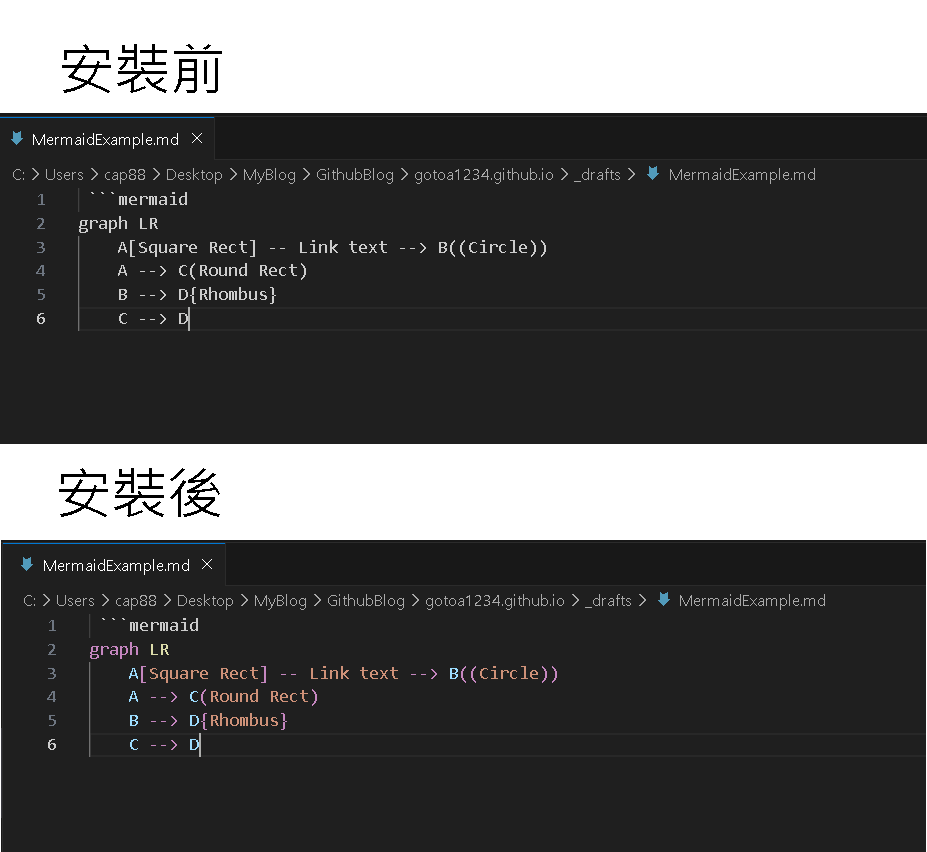 安裝前
MermaidExample.md
C: > Users > cap88 > Desktop > MyBlog > GithubBlog > gotoa1234.github.io > _drafts > MermaidExample.md
1 ```mermaid
2 graph LR
3     A[Square Rect] -- Link text --> B((Circle))
4     A --> C(Round Rect)
5     B --> D{Rhombus}
6     C --> D
安裝後
MermaidExample.md
C: > Users > cap88 > Desktop > MyBlog > GithubBlog > gotoa1234.github.io > _drafts > MermaidExample.md
1 ```mermaid
2 graph LR
3     A[Square Rect] -- Link text --> B((Circle))
4     A --> C(Round Rect)
5     B --> D{Rhombus}
6     C --> D